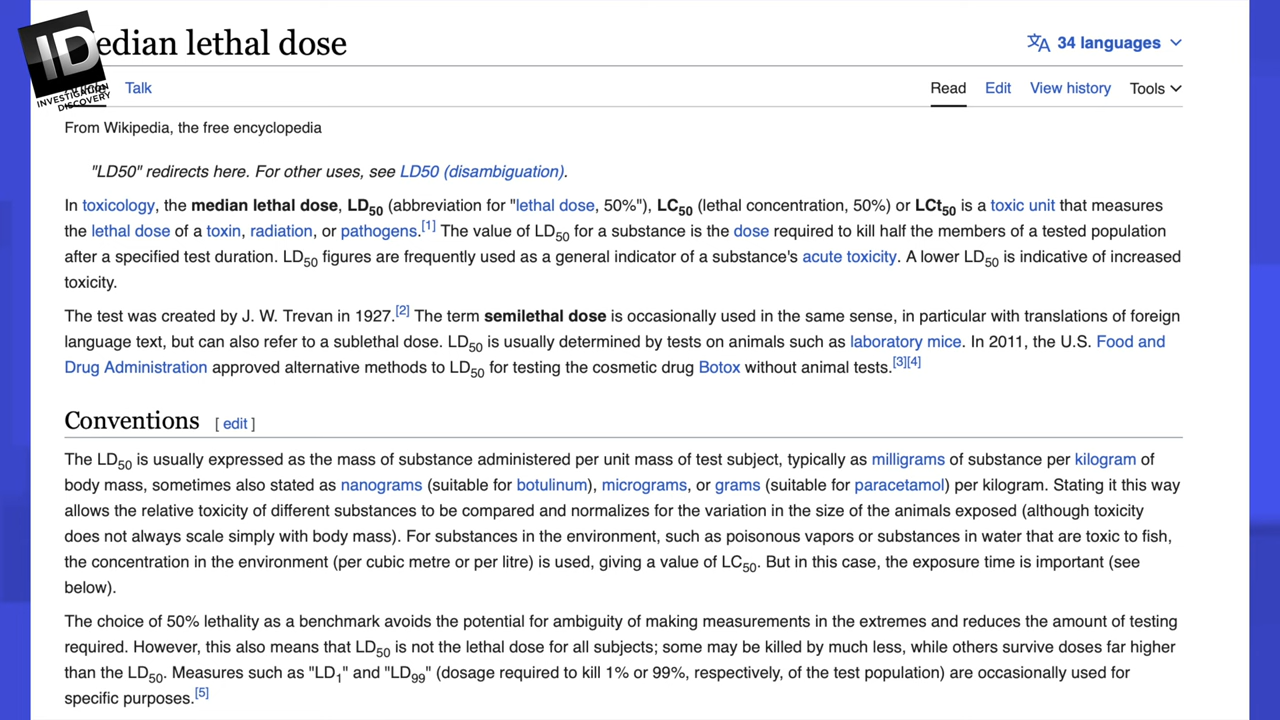 ID
INVESTIGATION
DISCOVERY
edian lethal dose
34 languages
Talk
Read Edit View history Tools
From Wikipedia, the free encyclopedia
"LD50" redirects here. For other uses, see LD50 (disambiguation).
In toxicology, the median lethal dose, LD50 (abbreviation for "lethal dose, 50%"), LC50 (lethal concentration, 50%) or LCt50 is a toxic unit that measures
the lethal dose of a toxin, radiation, or pathogens.[1] The value of LD50 for a substance is the dose required to kill half the members of a tested population
after a specified test duration. LD50 figures are frequently used as a general indicator of a substance's acute toxicity. A lower LD50 is indicative of increased
toxicity.
The test was created by J. W. Trevan in 1927.[2] The term semilethal dose is occasionally used in the same sense, in particular with translations of foreign
language text, but can also refer to a sublethal dose. LD50 is usually determined by tests on animals such as laboratory mice. In 2011, the U.S. Food and
Drug Administration approved alternative methods to LD50 for testing the cosmetic drug Botox without animal tests.[3][4]
Conventions [ edit ]
The LD50 is usually expressed as the mass of substance administered per unit mass of test subject, typically as milligrams of substance per kilogram of
body mass, sometimes also stated as nanograms (suitable for botulinum), micrograms, or grams (suitable for paracetamol) per kilogram. Stating it this way
allows the relative toxicity of different substances to be compared and normalizes for the variation in the size of the animals exposed (although toxicity
does not always scale simply with body mass). For substances in the environment, such as poisonous vapors or substances in water that are toxic to fish,
the concentration in the environment (per cubic metre or per litre) is used, giving a value of LC50. But in this case, the exposure time is important (see
below).
The choice of 50% lethality as a benchmark avoids the potential for ambiguity of making measurements in the extremes and reduces the amount of testing
required. However, this also means that LD50 is not the lethal dose for all subjects; some may be killed by much less, while others survive doses far higher
than the LD50. Measures such as "LD1" and "LD99" (dosage required to kill 1% or 99%, respectively, of the test population) are occasionally used for
specific purposes.[5]